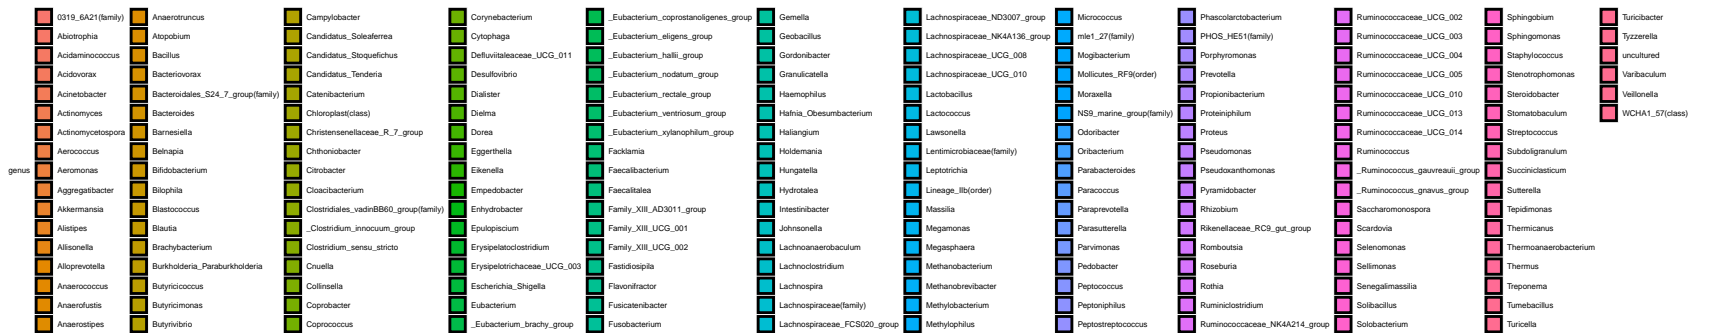 genus
0319_6A21(family)
Abiotrophia
Acidaminococcus
Acidovorax
Acinetobacter
Actinomyces
Actinomycetospora
Aerococcus
Aeromonas
Aggregatibacter
Akkermansia
Alistipes
Allisonella
Alloprevotella
Anaerococcus
Anaerofustis
Anaerostipes
Anaerotruncus
Atopobium
Bacillus
Bacteriovorax
Bacteroidales_S24_7_group(family)
Bacteroides
Barnesiella
Belnapia
Bifidobacterium
Bilophila
Blastococcus
Blautia
Brachybacterium
Burkholderia_Paraburkholderia
Butyricicoccus
Butyricimonas
Butyrivibrio
Campylobacter
Candidatus_Soleaferrea
Candidatus_Stoquefichus
Candidatus_Tenderia
Catenibacterium
Chloroplast(class)
Christensenellaceae_R_7_group
Chthoniobacter
Citrobacter
Cloacibacterium
Clostridiales_vadinBB60_group(family)
_Clostridium_innocuum_group
Clostridium_sensu_stricto
Cnuella
Collinsella
Coprobacter
Coprococcus
Corynebacterium
Cytophaga
Defluviitaleaceae_UCG_011
Desulfovibrio
Dialister
Dielma
Dorea
Eggerthella
Eikenella
Empedobacter
Enhydrobacter
Epulopiscium
Erysipelatoclostridium
Erysipelotrichaceae_UCG_003
Escherichia_Shigella
Eubacterium
_Eubacterium_brachy_group
_Eubacterium_coprostanoligenes_group
_Eubacterium_eligens_group
_Eubacterium_hallii_group
_Eubacterium_nodatum_group
_Eubacterium_rectale_group
_Eubacterium_ventriosum_group
_Eubacterium_xylanophilum_group
Facklamia
Faecalibacterium
Faecalitalea
Family_XIII_AD3011_group
Family_XIII_UCG_001
Family_XIII_UCG_002
Fastidiosipila
Flavonifractor
Fusicatenibacter
Fusobacterium
Gemella
Geobacillus
Gordonibacter
Granulicatella
Haemophilus
Hafnia_Obesumbacterium
Haliangium
Holdemania
Hungatella
Hydrotalea
Intestinibacter
Johnsonella
Lachnoanaerobaculum
Lachnoclostridium
Lachnospira
Lachnospiraceae(family)
Lachnospiraceae_FCS020_group
Lachnospiraceae_ND3007_group
Lachnospiraceae_NK4A136_group
Lachnospiraceae_UCG_008
Lachnospiraceae_UCG_010
Lactobacillus
Lactococcus
Lawsonella
Lentimicrobiaceae(family)
Leptotrichia
Lineage_IIb(order)
Massilia
Megamonas
Megasphaera
Methanobacterium
Methanobrevibacter
Methylobacterium
Methylophilus
Micrococcus
mle1_27(family)
Mogibacterium
Mollicutes_RF9(order)
Moraxella
NS9_marine_group(family)
Odoribacter
Oribacterium
Parabacteroides
Paracoccus
Paraprevotella
Parasutterella
Parvimonas
Pedobacter
Peptococcus
Peptoniphilus
Peptostreptococcus
Phascolarctobacterium
PHOS_HE51(family)
Porphyromonas
Prevotella
Propionibacterium
Proteiniphilum
Proteus
Pseudomonas
Pseudoxanthomonas
Pyramidobacter
Rhizobium
Rikenellaceae_RC9_gut_group
Romboutsia
Roseburia
Rothia
Ruminiclostridium
Ruminococcaceae_NK4A214_group
Ruminococcaceae_UCG_002
Ruminococcaceae_UCG_003
Ruminococcaceae_UCG_004
Ruminococcaceae_UCG_005
Ruminococcaceae_UCG_010
Ruminococcaceae_UCG_013
Ruminococcaceae_UCG_014
Ruminococcus
_Ruminococcus_gauvreauii_group
_Ruminococcus_gnavus_group
Saccharomonospora
Scardovia
Selenomonas
Sellimonas
Senegalimassilia
Solibacillus
Solobacterium
Sphingobium
Sphingomonas
Staphylococcus
Stenotrophomonas
Steroidobacter
Stomatobaculum
Streptococcus
Subdoligranulum
Succiniclasticum
Sutterella
Tepidimonas
Thermicanus
Thermoanaerobacterium
Thermus
Treponema
Tumebacillus
Turicella
Turicibacter
Tyzzerella
uncultured
Varibaculum
Veillonella
WCHA1_57(class)